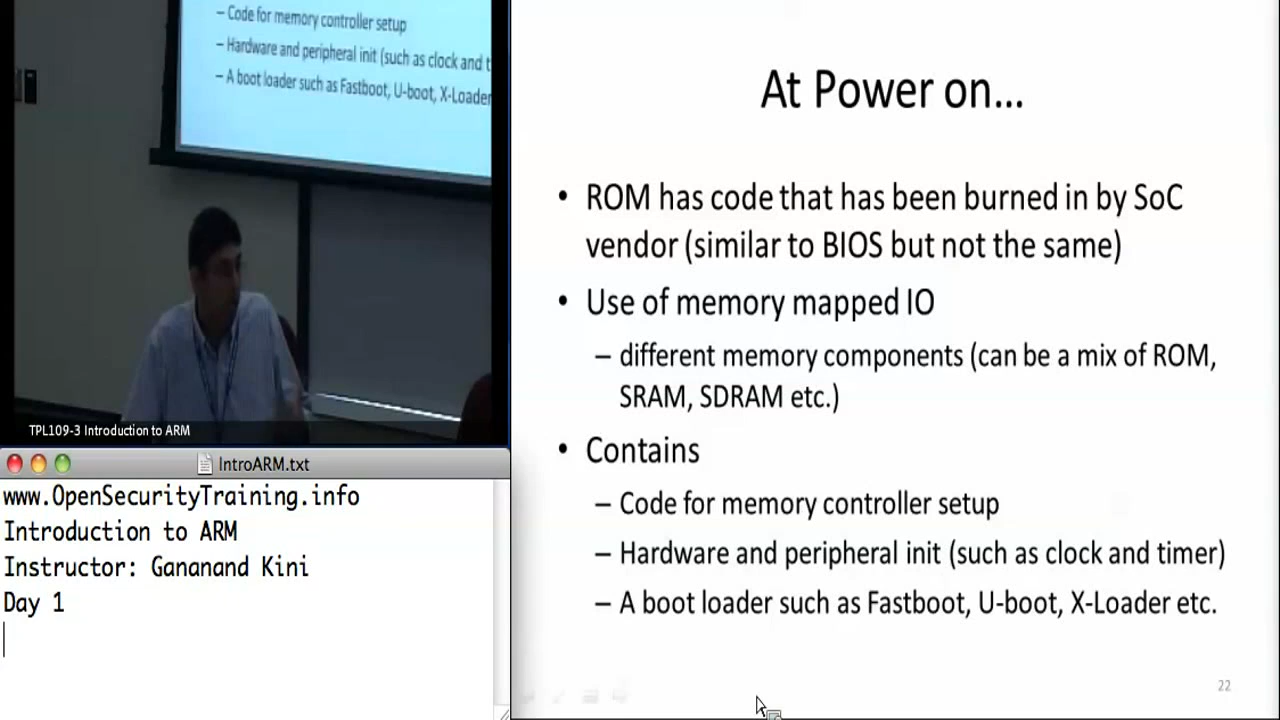 – Code for memory controller setup
– Hardware and peripheral init (such as clock and t
– A boot loader such as Fastboot, U-boot, X-Loader
TPL109-3 Introduction to ARM
IntroARM.txt
www.OpenSecurityTraining.info
Introduction to ARM
Instructor: Gananand Kini
Day 1
At Power on...
• ROM has code that has been burned in by SoC
vendor (similar to BIOS but not the same)
• Use of memory mapped IO
– different memory components (can be a mix of ROM,
SRAM, SDRAM etc.)
• Contains
– Code for memory controller setup
– Hardware and peripheral init (such as clock and timer)
– A boot loader such as Fastboot, U-boot, X-Loader etc.
22